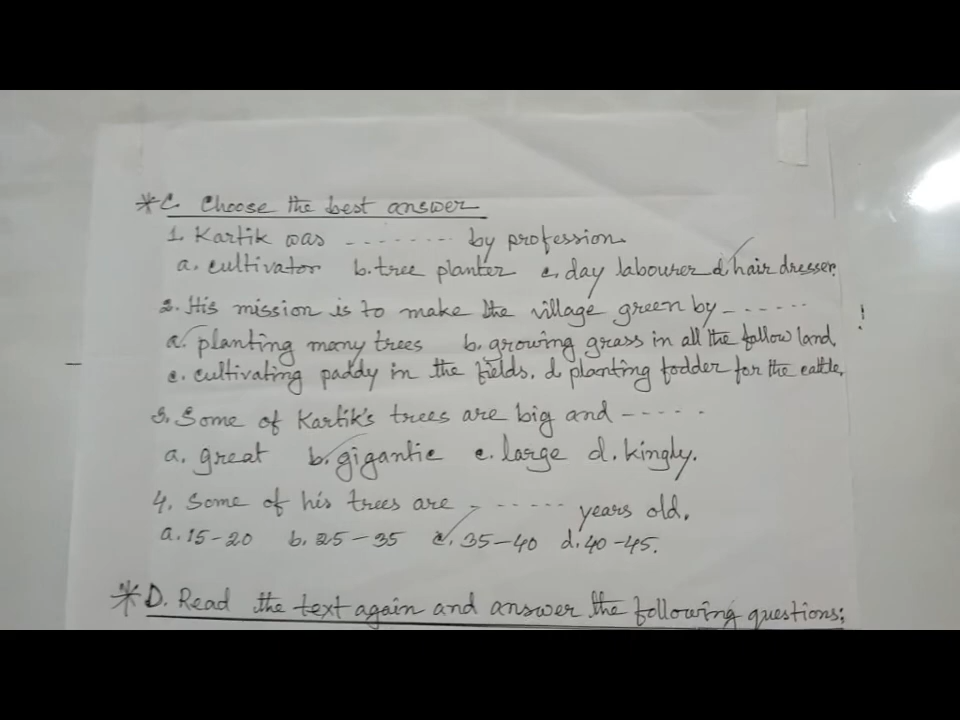 *C. Choose the best answer
1. Kartik was -------- by profession.
a. cultivator b. tree planter c. day labourer d. hair dresser.
2. His mission is to make the village green by ------
a. planting many trees b. growing grass in all the fallow land.
c. cultivating paddy in the fields. d. planting fodder for the cattle.
3. Some of Kartik's trees are big and ------
a. great b. gigantic c. large d. kingly.
4. Some of his trees are ------ years old.
a. 15-20 b. 25-35 c. 35-40 d. 40-45.
*D. Read the text again and answer the following questions: